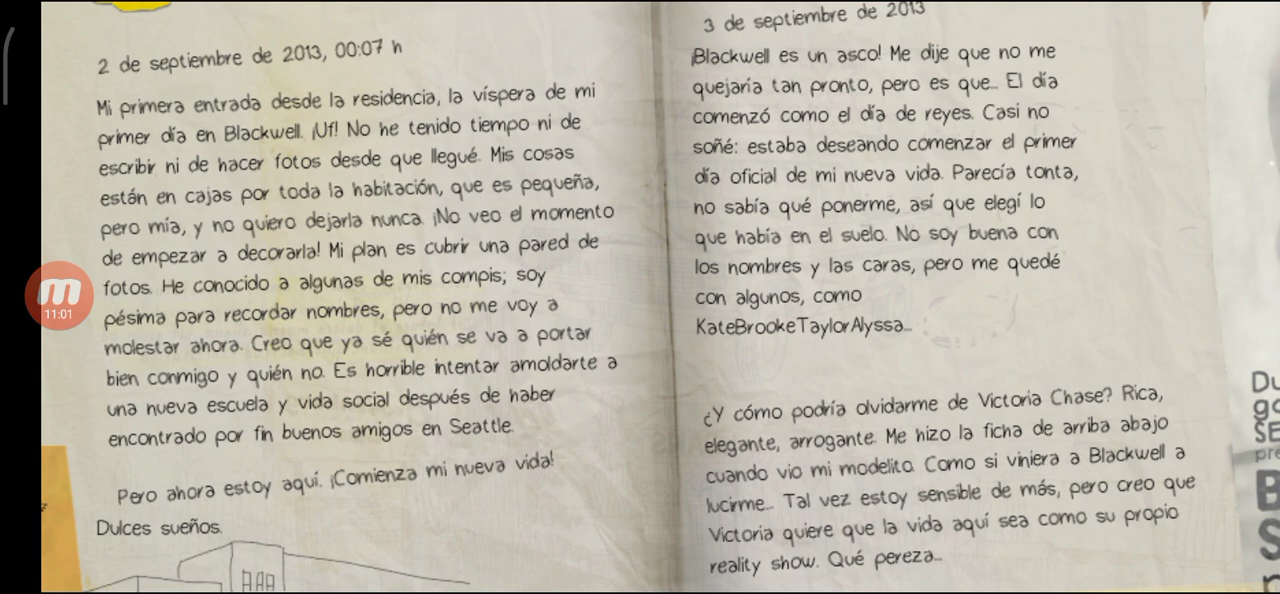 2 de septiembre de 2013, 00:07 h
Mi primera entrada desde la residencia, la víspera de mi
primer día en Blackwell. ¡Uf! No he tenido tiempo ni de
escribir ni de hacer fotos desde que llegué. Mis cosas
están en cajas por toda la habitación, que es pequeña,
pero mía, y no quiero dejarla nunca. ¡No veo el momento
de empezar a decorarla! Mi plan es cubrir una pared de
fotos. He conocido a algunas de mis compis; soy
pésima para recordar nombres, pero no me voy a
molestar ahora. Creo que ya sé quién se va a portar
bien conmigo y quién no. Es horrible intentar amoldarte a
una nueva escuela y vida social después de haber
encontrado por fin buenos amigos en Seattle.
Pero ahora estoy aquí. ¡Comienza mi nueva vida!
Dulces sueños.
3 de septiembre de 2013
¡Blackwell es un asco! Me dije que no me
quejaría tan pronto, pero es que... El día
comenzó como el día de reyes. Casi no
soñé: estaba deseando comenzar el primer
día oficial de mi nueva vida. Parecía tonta,
no sabía qué ponerme, así que elegí lo
que había en el suelo. No soy buena con
los nombres y las caras, pero me quedé
con algunos, como
KateBrookeTaylorAlyssa...
¿Y cómo podría olvidarme de Victoria Chase? Rica,
elegante, arrogante. Me hizo la ficha de arriba abajo
cuando vio mi modelito. Como si viniera a Blackwell a
lucirme... Tal vez estoy sensible de más, pero creo que
Victoria quiere que la vida aquí sea como su propio
reality show. Qué pereza...
11:01